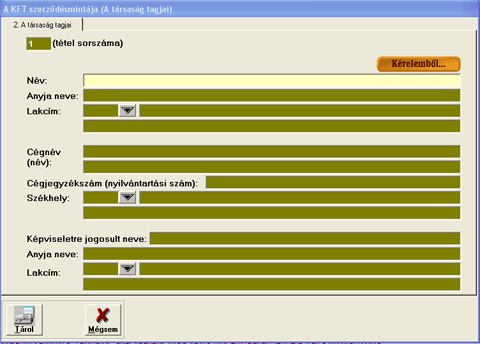 A KFT szerződésmintája (A társaság tagjai)
2. A társaság tagjai
1 (tétel sorszáma)
Kérelemből...
Név:
Anyja neve:
Lakcím:
Cégnév
(név):
Cégjegyzékszám (nyilvántartási szám):
Székhely:
Képviseletre jogosult neve:
Anyja neve:
Lakcím:
Tárol
Mégsem